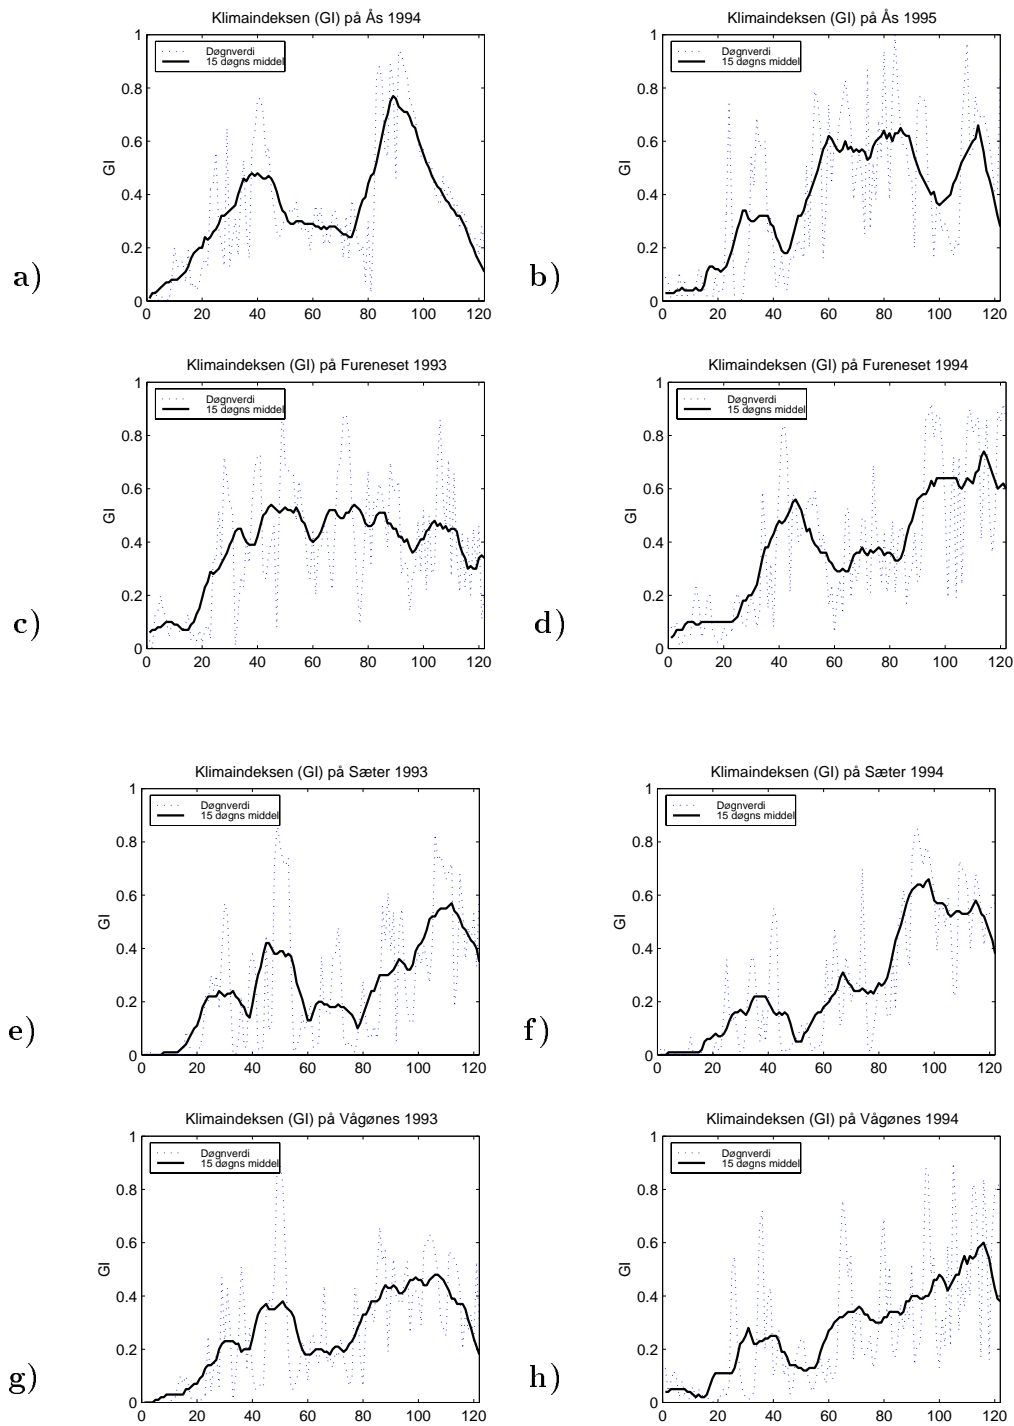 Klimaindeksen (GI) på Ås 1994
1
0.8
0.6
0.4
0.2
0
GI
Døgnverdi
15 døgns middel
0 20 40 60 80 100 120
a)
Klimaindeksen (GI) på Ås 1995
1
0.8
0.6
0.4
0.2
0
GI
Døgnverdi
15 døgns middel
0 20 40 60 80 100 120
b)
Klimaindeksen (GI) på Fureneset 1993
1
0.8
0.6
0.4
0.2
0
GI
Døgnverdi
15 døgns middel
0 20 40 60 80 100 120
c)
Klimaindeksen (GI) på Fureneset 1994
1
0.8
0.6
0.4
0.2
0
GI
Døgnverdi
15 døgns middel
0 20 40 60 80 100 120
d)
Klimaindeksen (GI) på Sæter 1993
1
0.8
0.6
0.4
0.2
0
GI
Døgnverdi
15 døgns middel
0 20 40 60 80 100 120
e)
Klimaindeksen (GI) på Sæter 1994
1
0.8
0.6
0.4
0.2
0
GI
Døgnverdi
15 døgns middel
0 20 40 60 80 100 120
f)
Klimaindeksen (GI) på Vågønes 1993
1
0.8
0.6
0.4
0.2
0
GI
Døgnverdi
15 døgns middel
0 20 40 60 80 100 120
g)
Klimaindeksen (GI) på Vågønes 1994
1
0.8
0.6
0.4
0.2
0
GI
Døgnverdi
15 døgns middel
0 20 40 60 80 100 120
h)